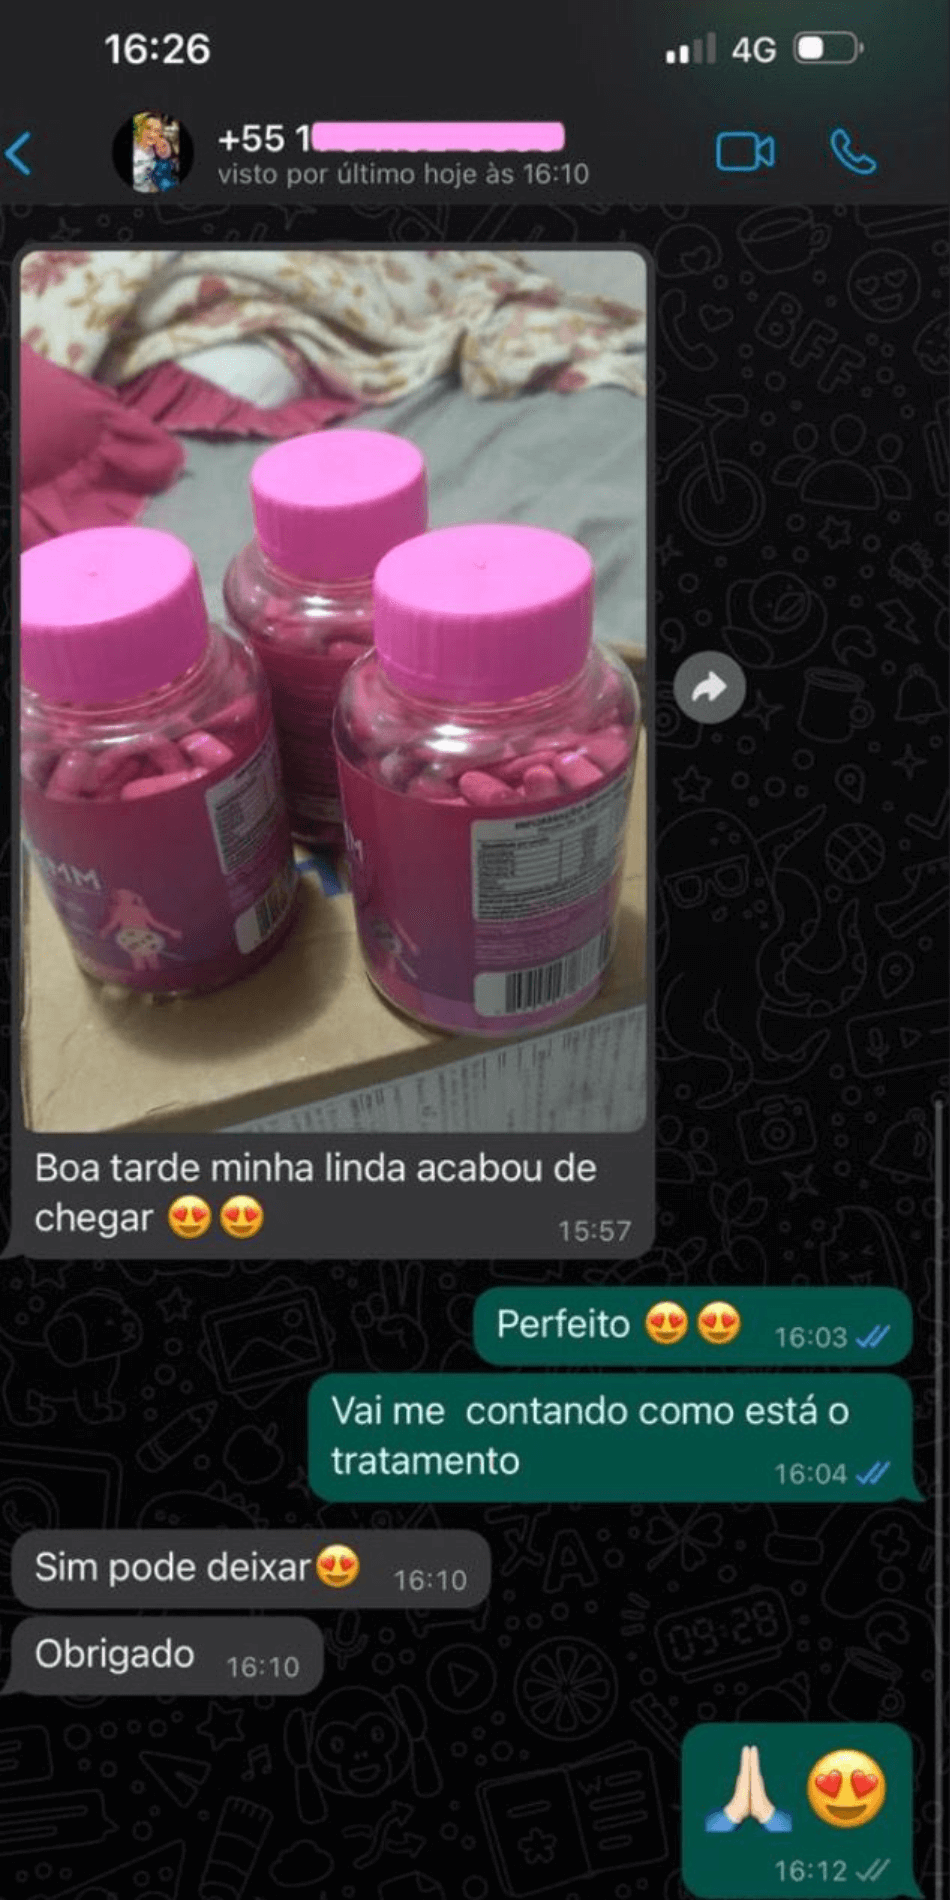 16:26
4G
+55 1
visto por último hoje às 16:10
MM
INFORMAÇÃO
Boa tarde minha linda acabou de
chegar 😍😍
15:57
Perfeito 😍😍
16:03
Vai me  contando como está o
tratamento
16:04
Sim pode deixar😍
16:10
Obrigado
16:10
🙏🏻😍
16:12